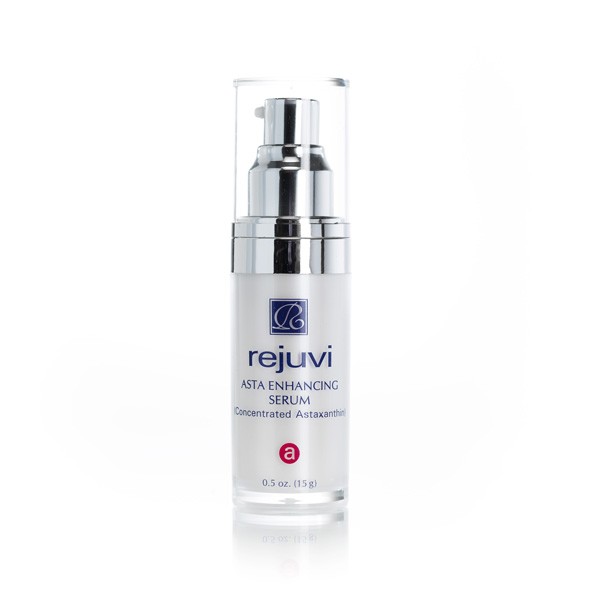 R
rejuvi
ASTA ENHANCING
SERUM
(Concentrated Astaxanthin)
a
0.5 oz. (15 g)